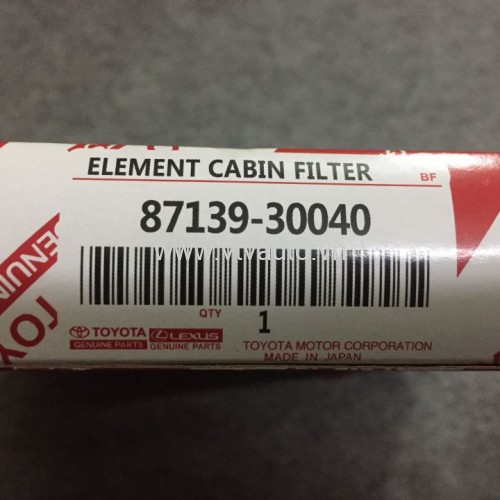 ELEMENT CABIN FILTER
BF
87139-30040
QTY
1
TOYOTA
GENUINE PARTS
LEXUS
GENUINE PARTS
TOYOTA MOTOR CORPORATION
MADE IN JAPAN